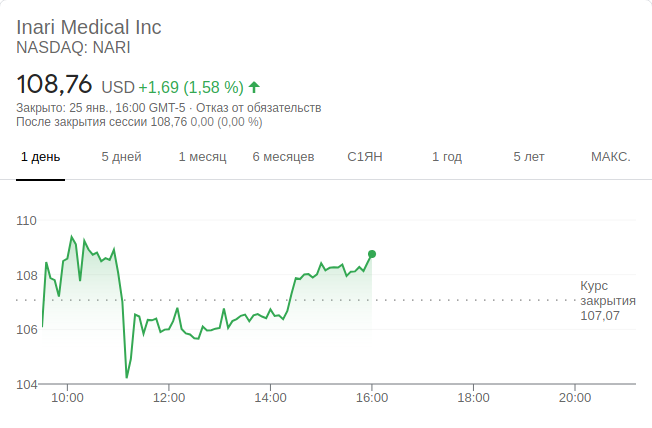 Inari Medical Inc
NASDAQ: NARI
108,76 USD +1,69 (1,58 %)
Закрыто: 25 янв., 16:00 GMT-5 · Отказ от обязательств
После закрытия сессии 108,76 0,00 (0,00 %)
1 день 5 дней 1 месяц 6 месяцев С1ЯН 1 год 5 лет МАКС.
110
108
Курс
закрытия
107,07
106
104
10:00 12:00 14:00 16:00 18:00 20:00